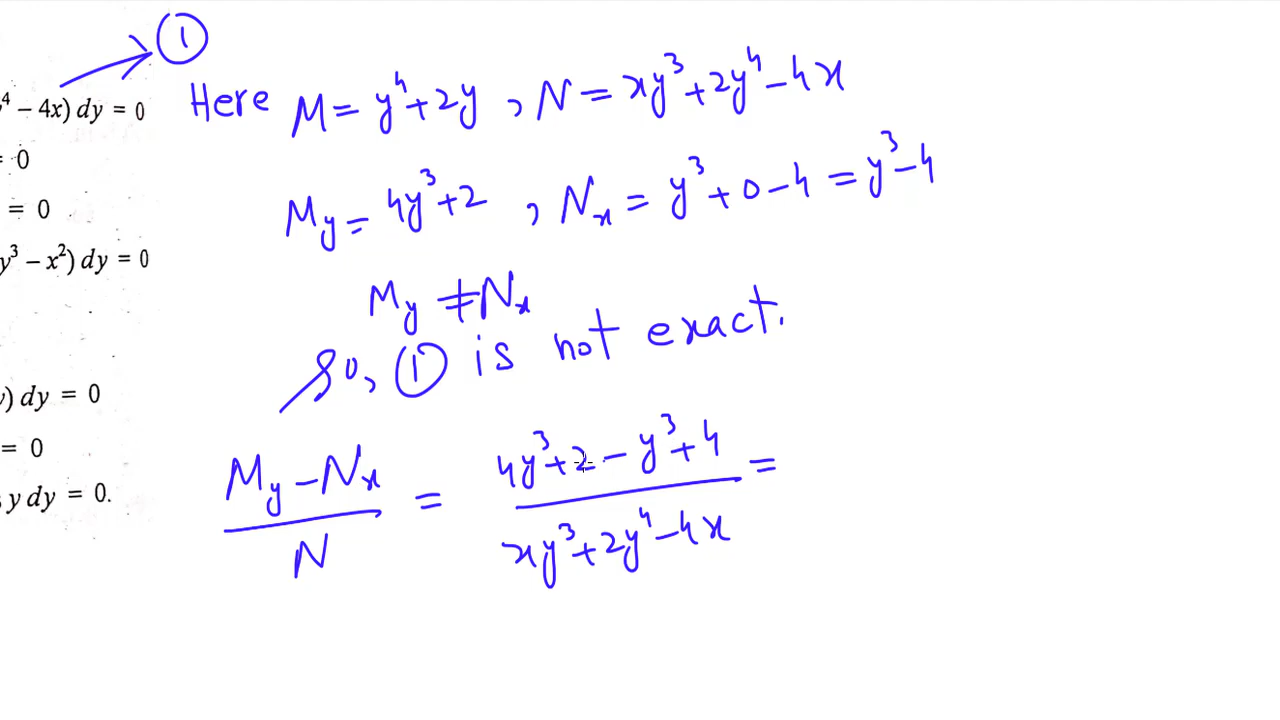 ①
⁴ − 4x) dy = 0
Here M = y⁴ + 2y , N = xy³ + 2y⁴ − 4x
= 0
My = 4y³ + 2 , Nx = y³ + 0 − 4 = y³ − 4
= 0
y³ − x²) dy = 0
My ≠ Nx
So, ① is not exact.
) dy = 0
= 0
y dy = 0.
(My − Nx)/N = (4y³ + 2 − y³ + 4)/(xy³ + 2y⁴ − 4x) =